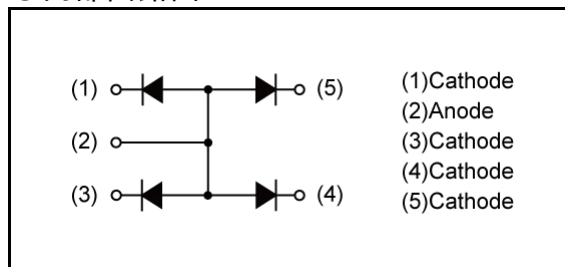 (1)
(5)
(2)
(3)
(4)
(1)Cathode
(2)Anode
(3)Cathode
(4)Cathode
(5)Cathode